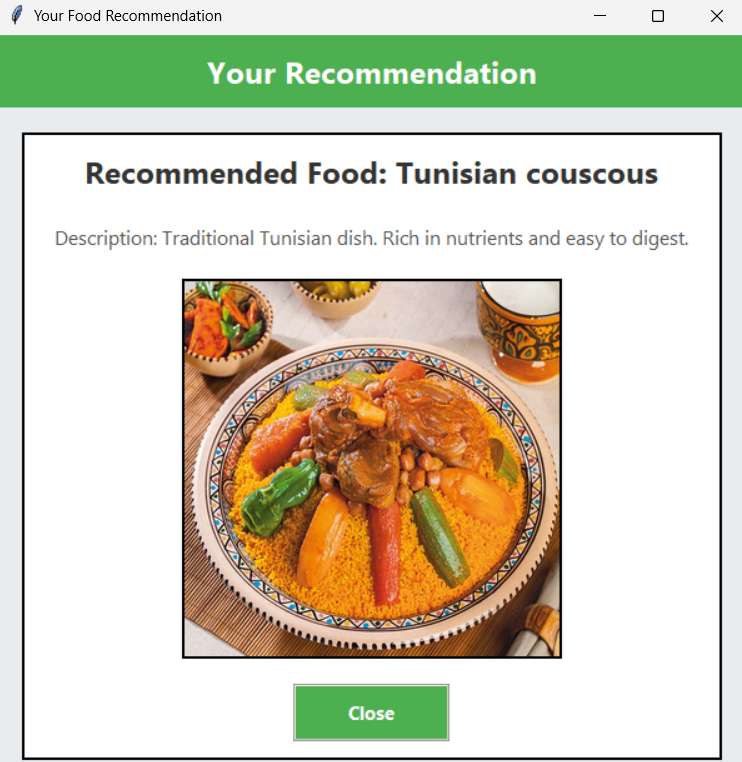 Your Food Recommendation
Your Recommendation
Recommended Food: Tunisian couscous
Description: Traditional Tunisian dish. Rich in nutrients and easy to digest.
Close